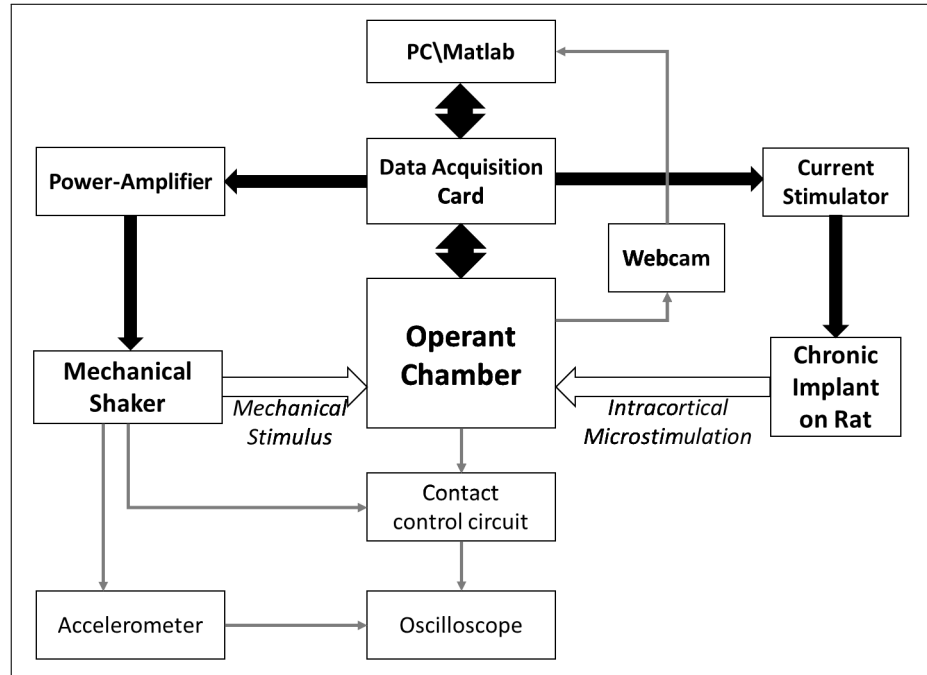 PC\Matlab
Power-Amplifier
Data Acquisition
Card
Current
Stimulator
Webcam
Operant
Chamber
Mechanical
Shaker
Mechanical
Stimulus
Intracortical
Microstimulation
Chronic
Implant
on Rat
Contact
control circuit
Accelerometer
Oscilloscope